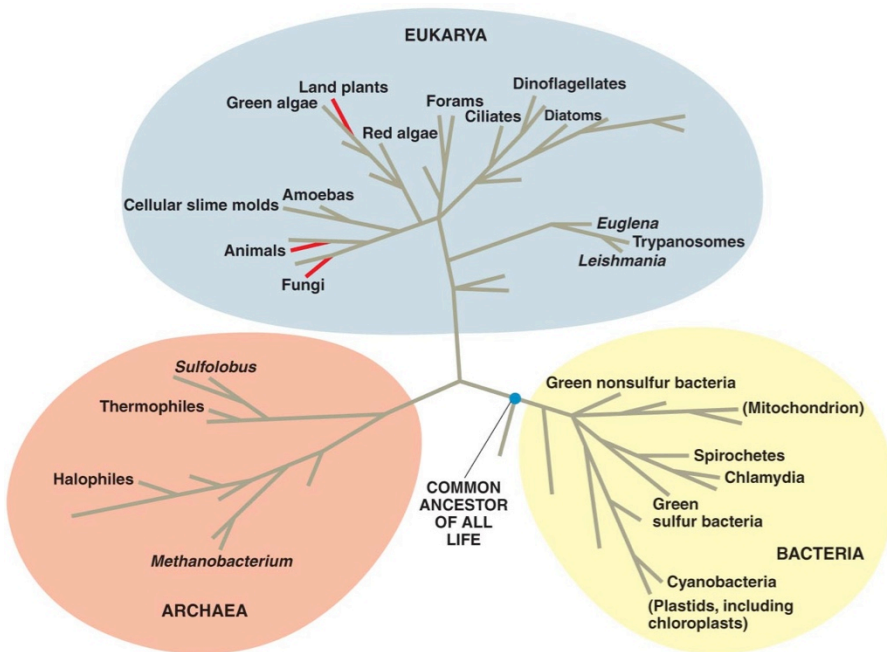 EUKARYA
Land plants
Green algae
Red algae
Forams
Ciliates
Dinoflagellates
Diatoms
Cellular slime molds
Amoebas
Animals
Fungi
Euglena
Trypanosomes
Leishmania
Sulfolobus
Thermophiles
Halophiles
Methanobacterium
ARCHAEA
COMMON
ANCESTOR
OF ALL
LIFE
Green nonsulfur bacteria
(Mitochondrion)
Spirochetes
Chlamydia
Green
sulfur bacteria
BACTERIA
Cyanobacteria
(Plastids, including
chloroplasts)